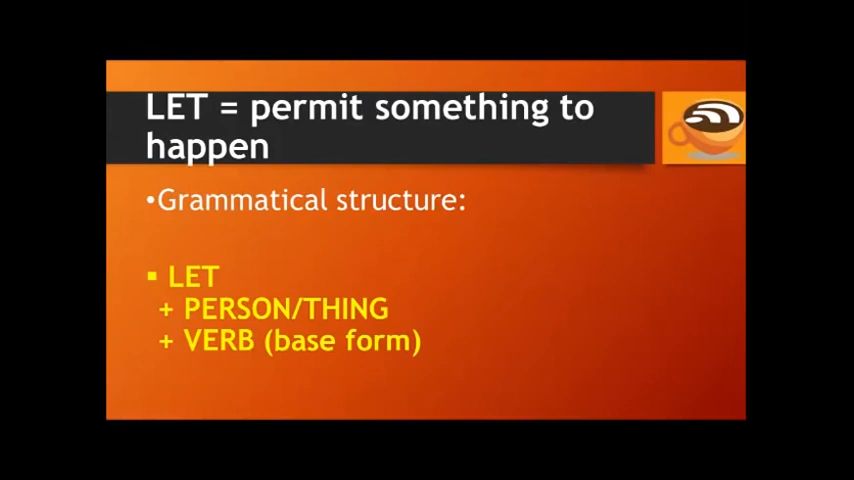 LET = permit something to
happen
•Grammatical structure:
▪ LET
+ PERSON/THING
+ VERB (base form)